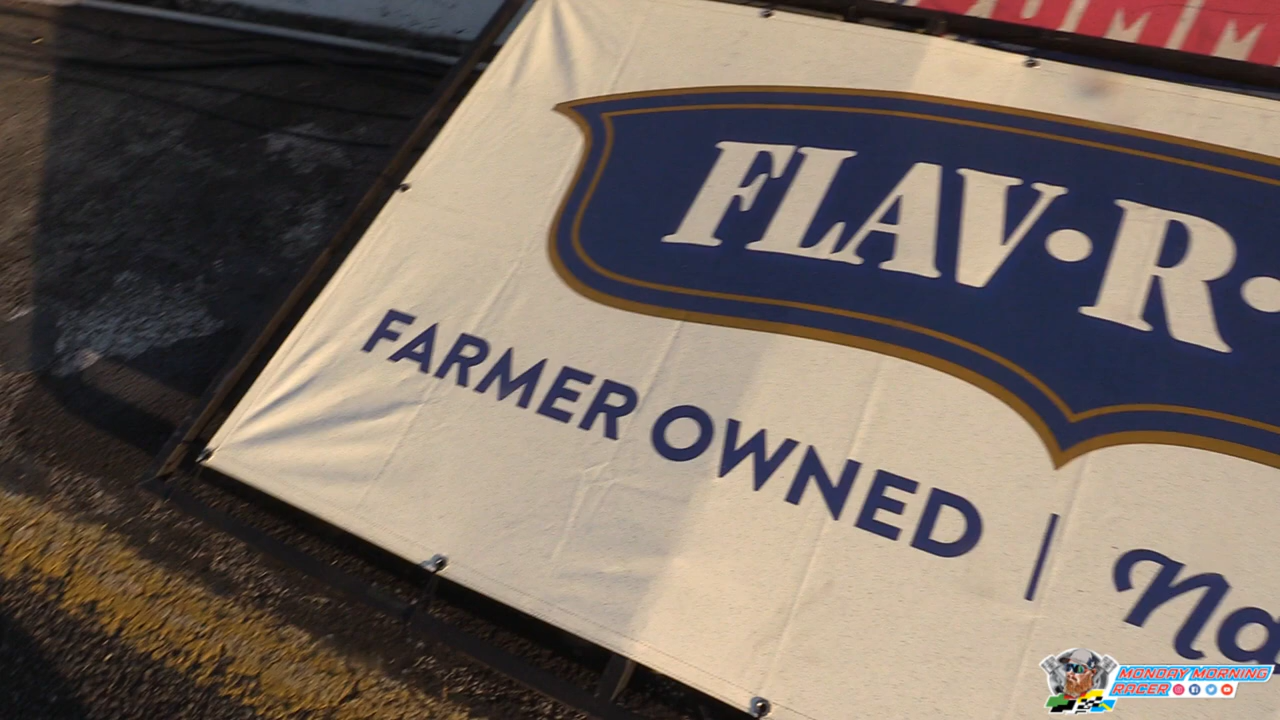 FLAV·R·
FARMER OWNED | Na
MONDAY MORNING
RACER